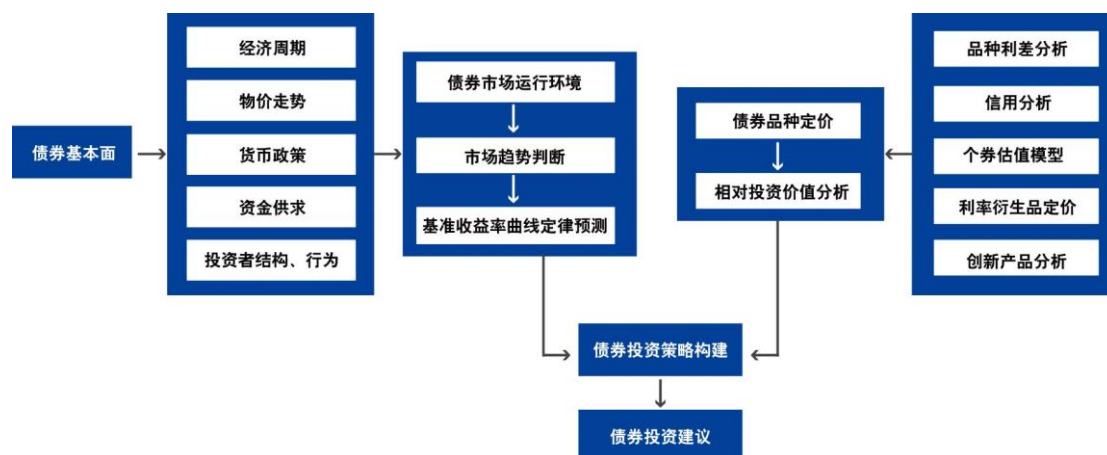 债券基本面
经济周期
物价走势
货币政策
资金供求
投资者结构、行为
债券市场运行环境
市场趋势判断
基准收益率曲线定律预测
债券品种定价
相对投资价值分析
品种利差分析
信用分析
个券估值模型
利率衍生品定价
创新产品分析
债券投资策略构建
债券投资建议